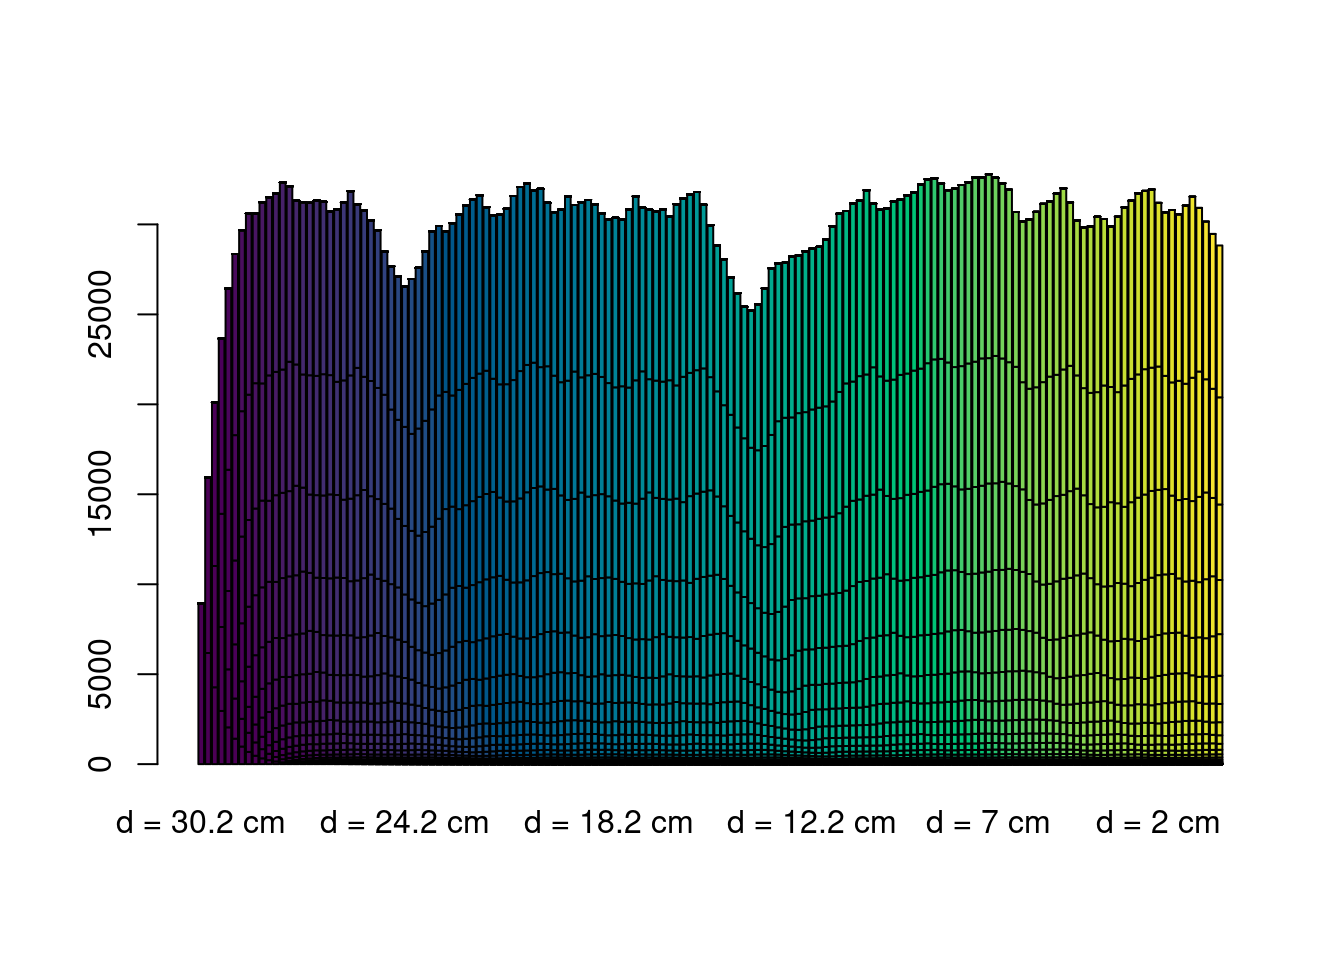 25000
15000
5000
0
d = 30.2 cm d = 24.2 cm d = 18.2 cm d = 12.2 cm d = 7 cm d = 2 cm